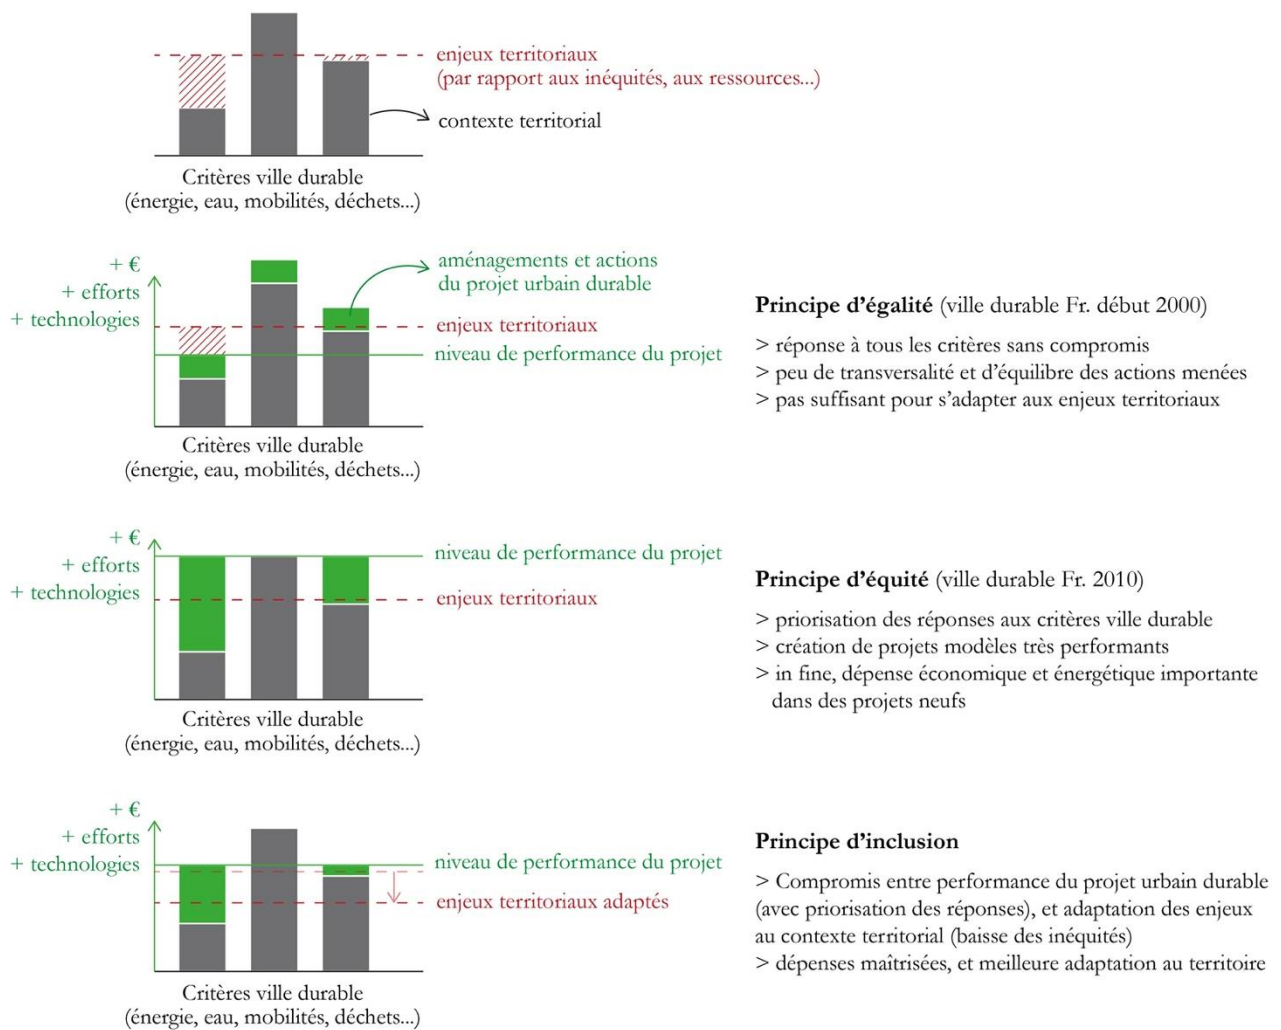 enjeux territoriaux
(par rapport aux inéquités, aux ressources...)
contexte territorial
Critères ville durable
(énergie, eau, mobilités, déchets...)
+ €
+ efforts
+ technologies
aménagements et actions
du projet urbain durable
enjeux territoriaux
niveau de performance du projet
Critères ville durable
(énergie, eau, mobilités, déchets...)
Principe d'égalité (ville durable Fr. début 2000)
> réponse à tous les critères sans compromis
> peu de transversalité et d'équilibre des actions menées
> pas suffisant pour s'adapter aux enjeux territoriaux
+ €
+ efforts
+ technologies
niveau de performance du projet
enjeux territoriaux
Critères ville durable
(énergie, eau, mobilités, déchets...)
Principe d'équité (ville durable Fr. 2010)
> priorisation des réponses aux critères ville durable
> création de projets modèles très performants
> in fine, dépense économique et énergétique importante
dans des projets neufs
+ €
+ efforts
+ technologies
niveau de performance du projet
enjeux territoriaux adaptés
Critères ville durable
(énergie, eau, mobilités, déchets...)
Principe d'inclusion
> Compromis entre performance du projet urbain durable
(avec priorisation des réponses), et adaptation des enjeux
au contexte territorial (baisse des inéquités)
> dépenses maîtrisées, et meilleure adaptation au territoire